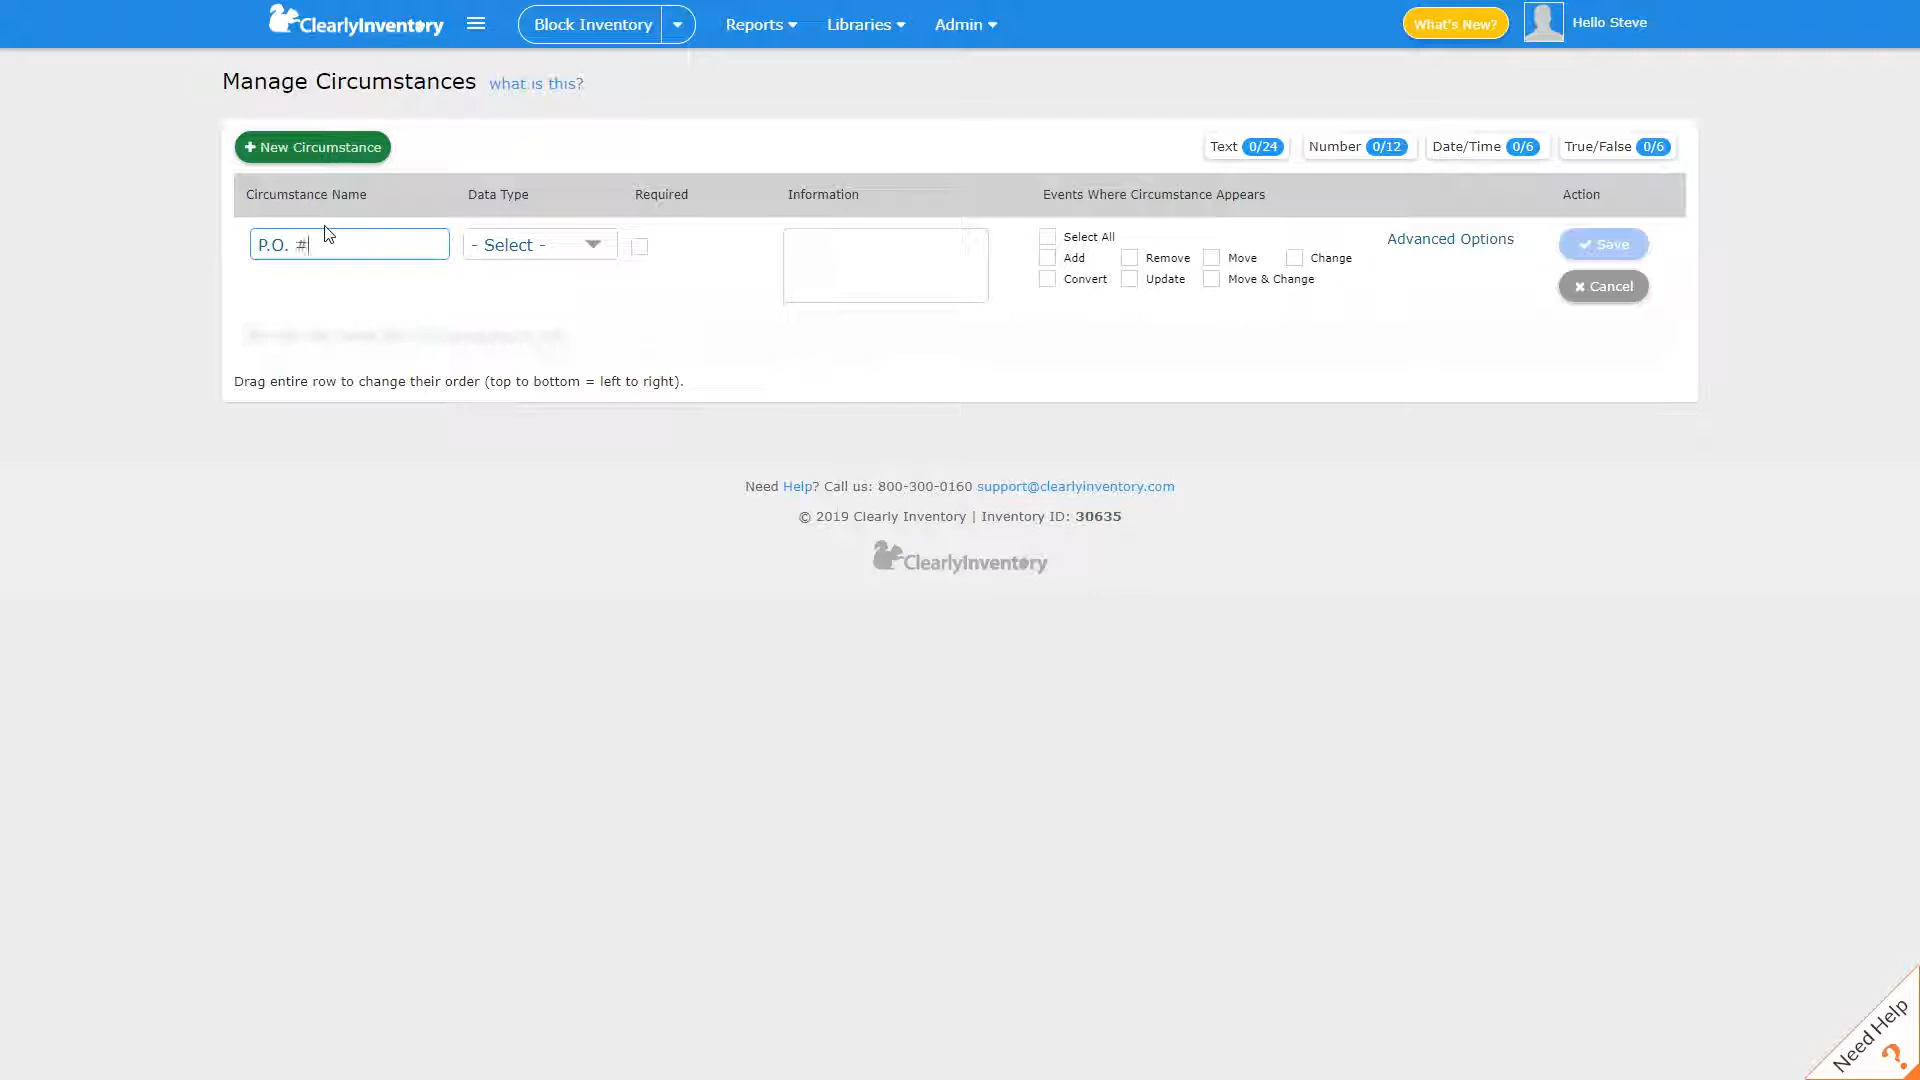 ClearlyInventory Block Inventory Reports Libraries Admin What's New? Hello Steve
Manage Circumstances what is this?
+ New Circumstance Text 0/24 Number 0/12 Date/Time 0/6 True/False 0/6
Circumstance Name Data Type Required Information Events Where Circumstance Appears Action
P.O. # - Select - Select All Advanced Options Save
Add Remove Move Change
Convert Update Move & Change Cancel
Drag entire row to change their order (top to bottom = left to right).
Need Help? Call us: 800-300-0160 support@clearlyinventory.com
© 2019 Clearly Inventory | Inventory ID: 30635
ClearlyInventory
Need Help ?